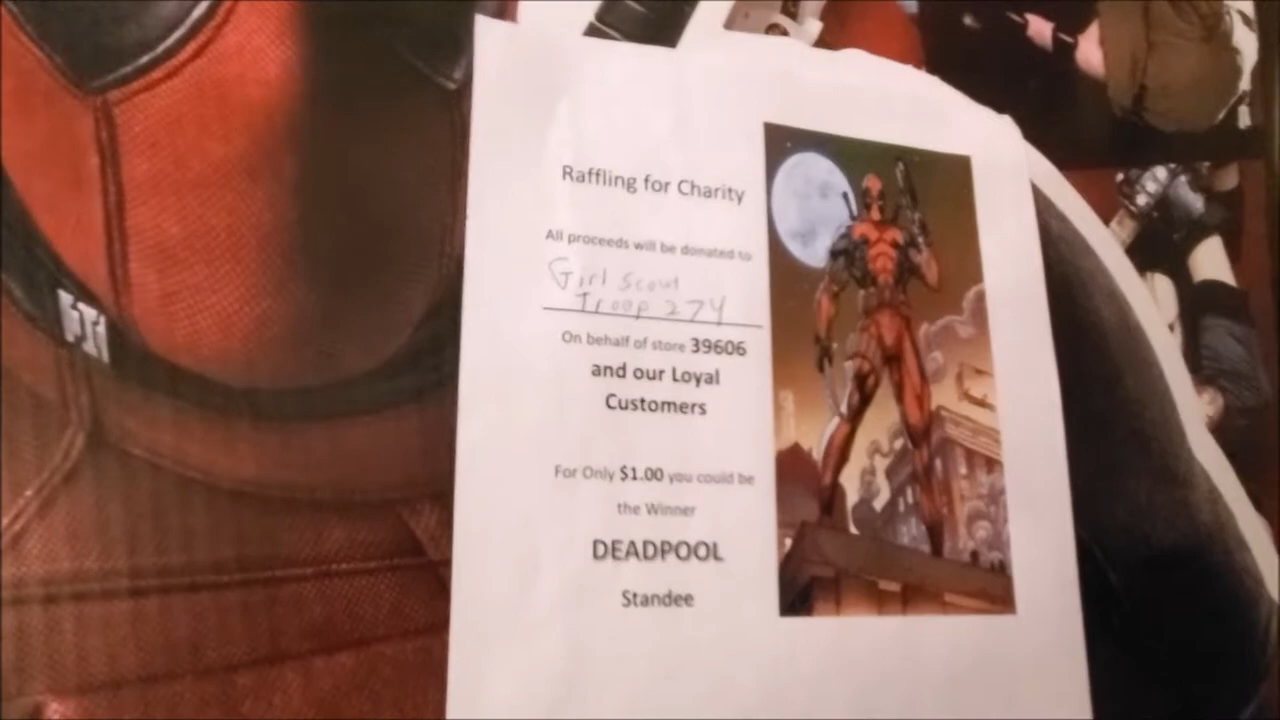 Raffling for Charity
All proceeds will be donated to
Girl Scout
Troop 274
On behalf of store 39606
and our Loyal
Customers
For Only $1.00 you could be
the Winner
DEADPOOL
Standee